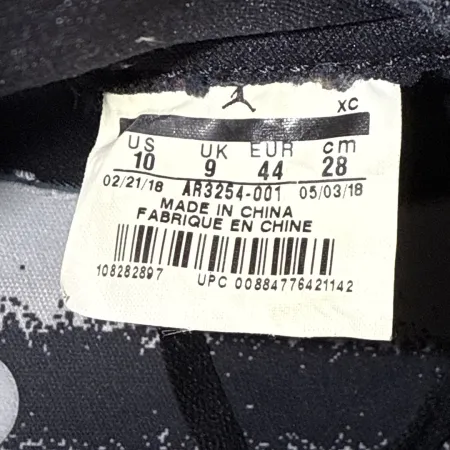 XC
US UK EUR cm
10 9 44 28
02/21/18 AR3254-001 05/03/18
MADE IN CHINA
FABRIQUE EN CHINE
108282897 UPC 00884776421142